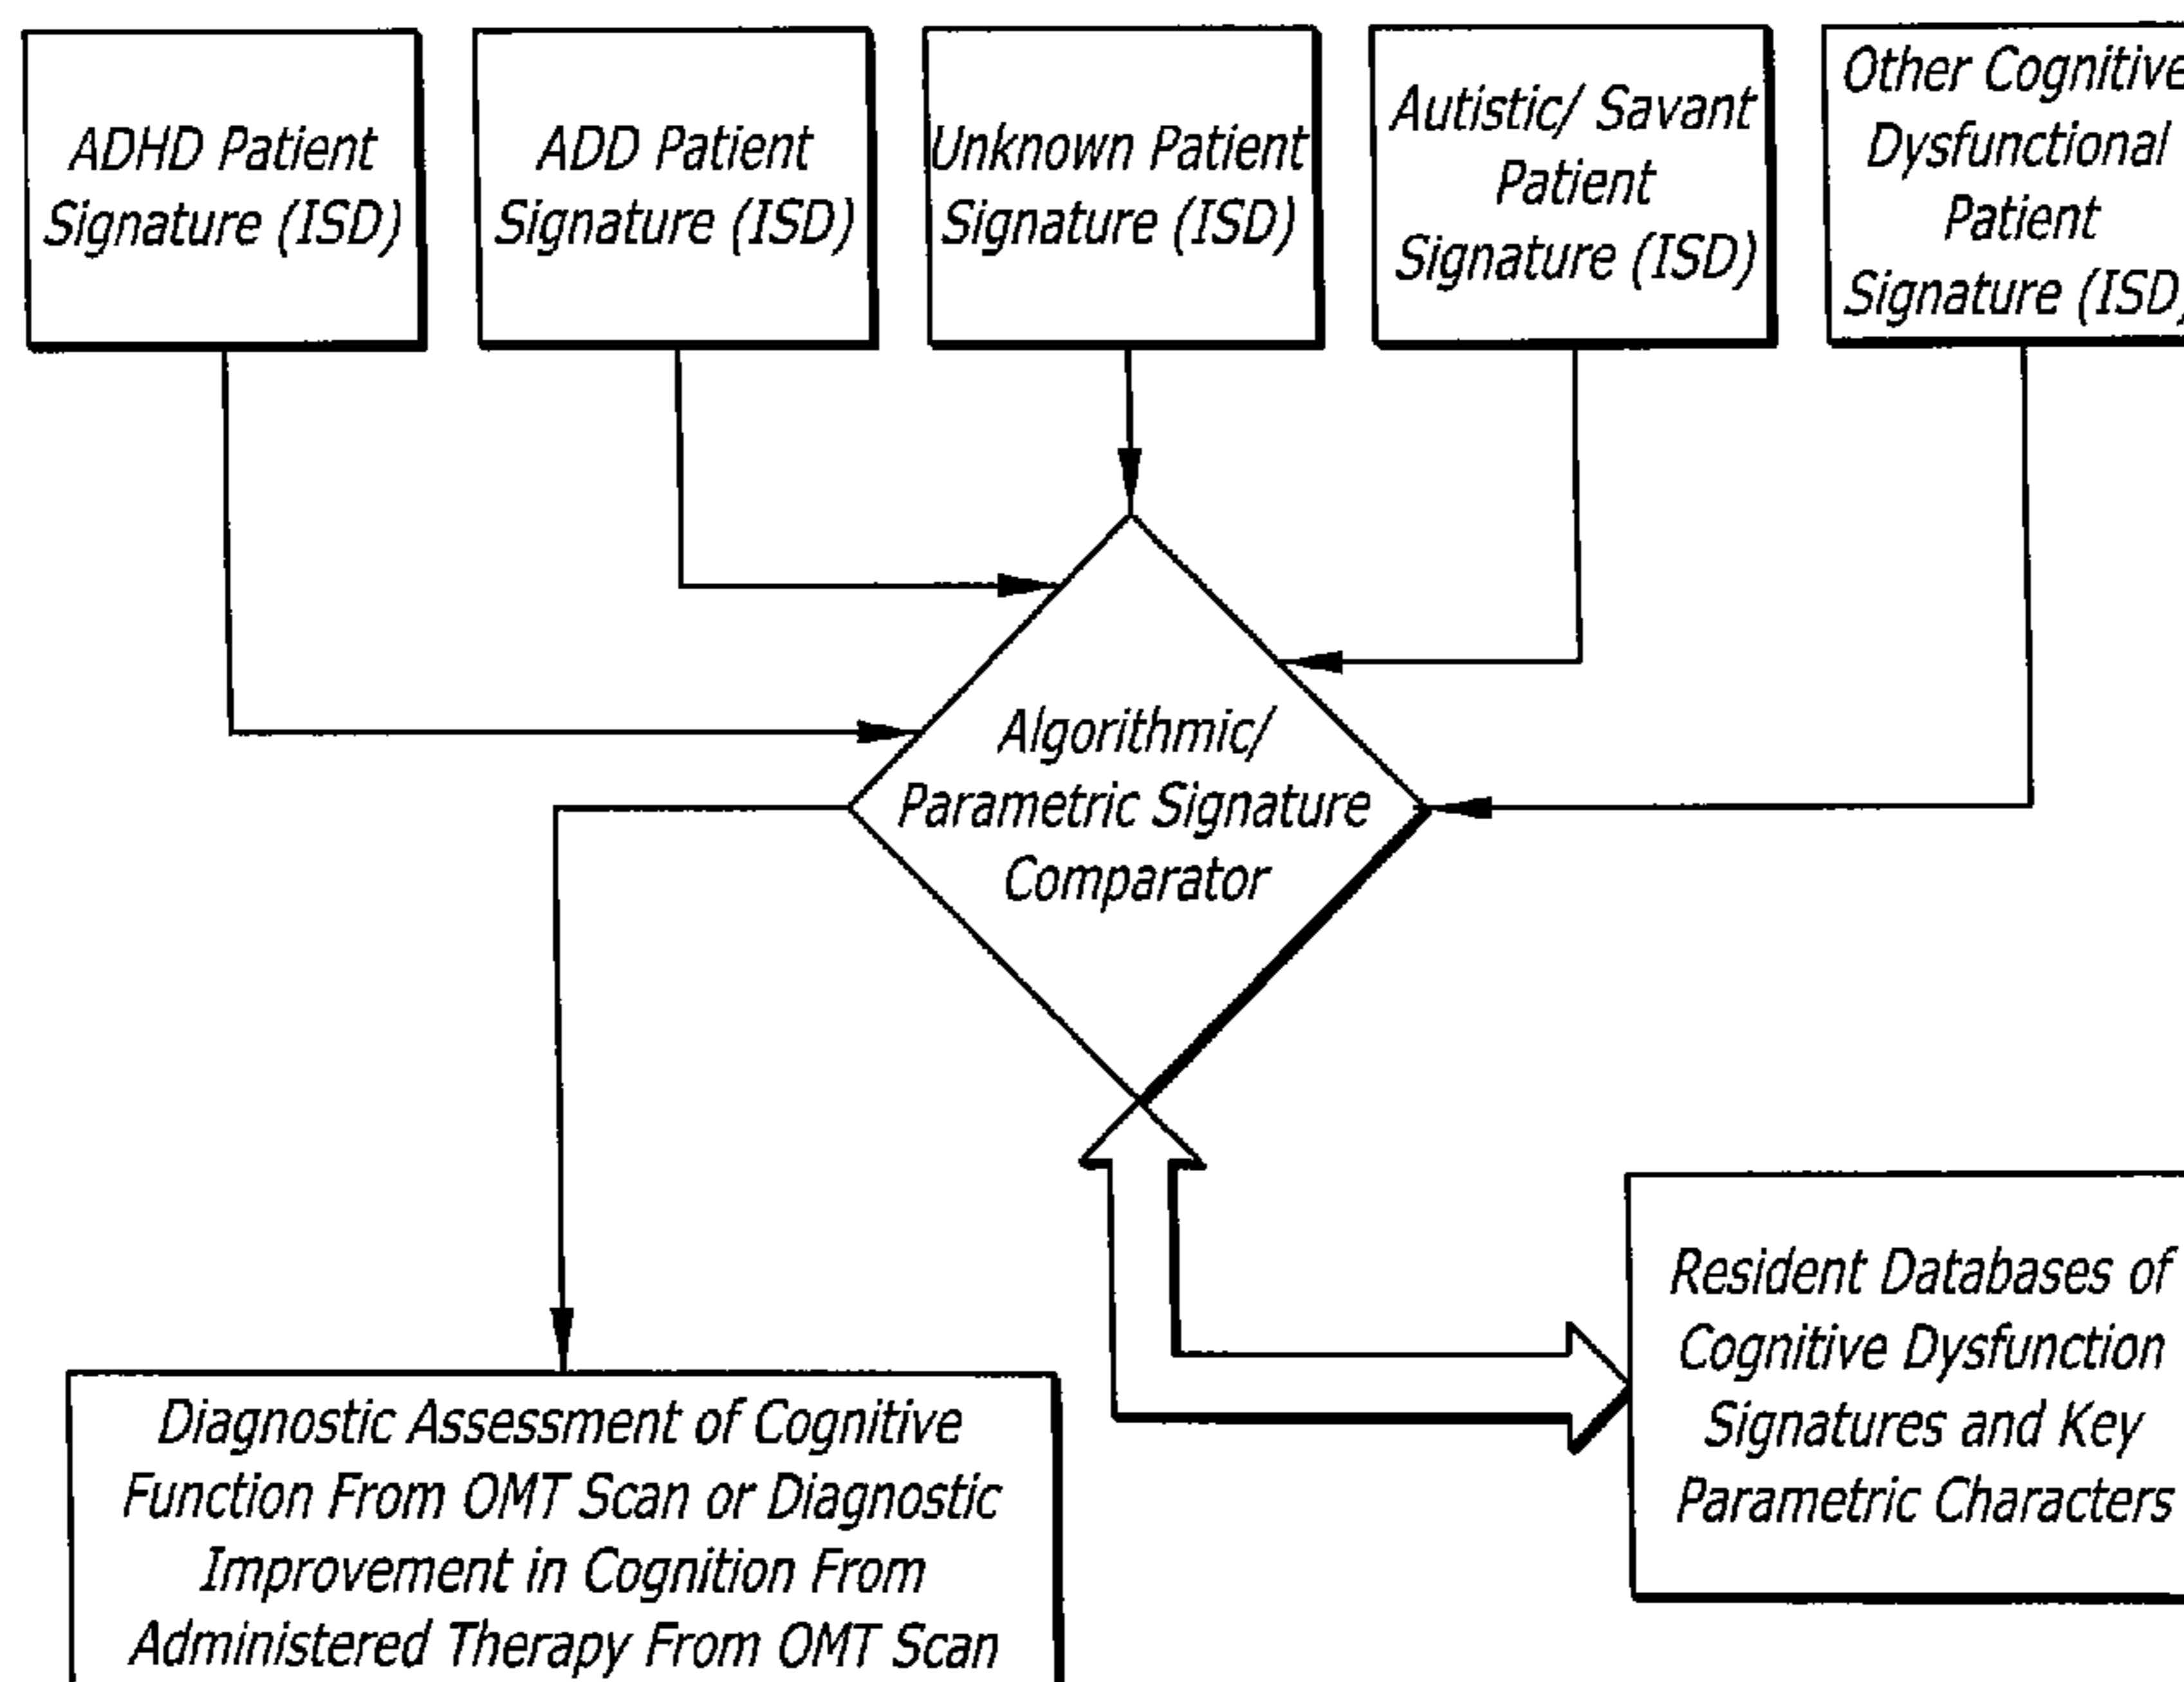 ADHD Patient
Signature (ISD)
ADD Patient
Signature (ISD)
Unknown Patient
Signature (ISD)
Autistic/ Savant
Patient
Signature (ISD)
Other Cognitive
Dysfunctional
Patient
Signature (ISD)
Algorithmic/
Parametric Signature
Comparator
Resident Databases of
Cognitive Dysfunction
Signatures and Key
Parametric Characters
Diagnostic Assessment of Cognitive
Function From OMT Scan or Diagnostic
Improvement in Cognition From
Administered Therapy From OMT Scan